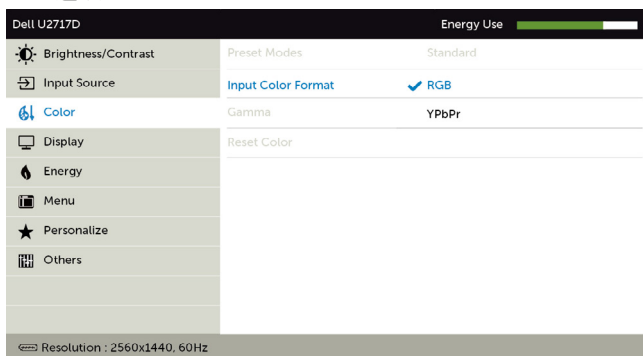 Dell U2717D Energy Use
Brightness/Contrast Preset Modes Standard
Input Source Input Color Format RGB
Color Gamma YPbPr
Display Reset Color
Energy
Menu
Personalize
Others
Resolution : 2560x1440, 60Hz